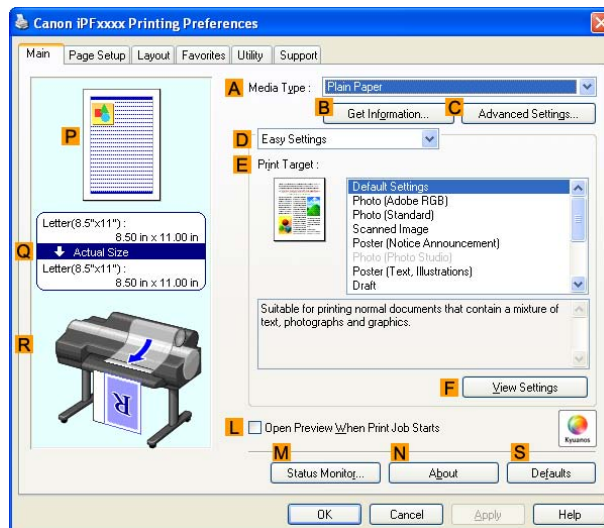 Canon iPFxxxx Printing Preferences
Main Page Setup Layout Favorites Utility Support
A Media Type : Plain Paper
B Get Information... C Advanced Settings...
D Easy Settings
E Print Target :
Default Settings
Photo (Adobe RGB)
Photo (Standard)
Scanned Image
Poster (Notice Announcement)
Photo (Photo Studio)
Poster (Text, Illustrations)
Draft
Suitable for printing normal documents that contain a mixture of
text, photographs and graphics.
F View Settings
P
Letter(8.5"x11") :
8.50 in x 11.00 in
Q Actual Size
Letter(8.5"x11") :
8.50 in x 11.00 in
R
R
L Open Preview When Print Job Starts
Kyuanos
M Status Monitor... N About S Defaults
OK Cancel Apply Help